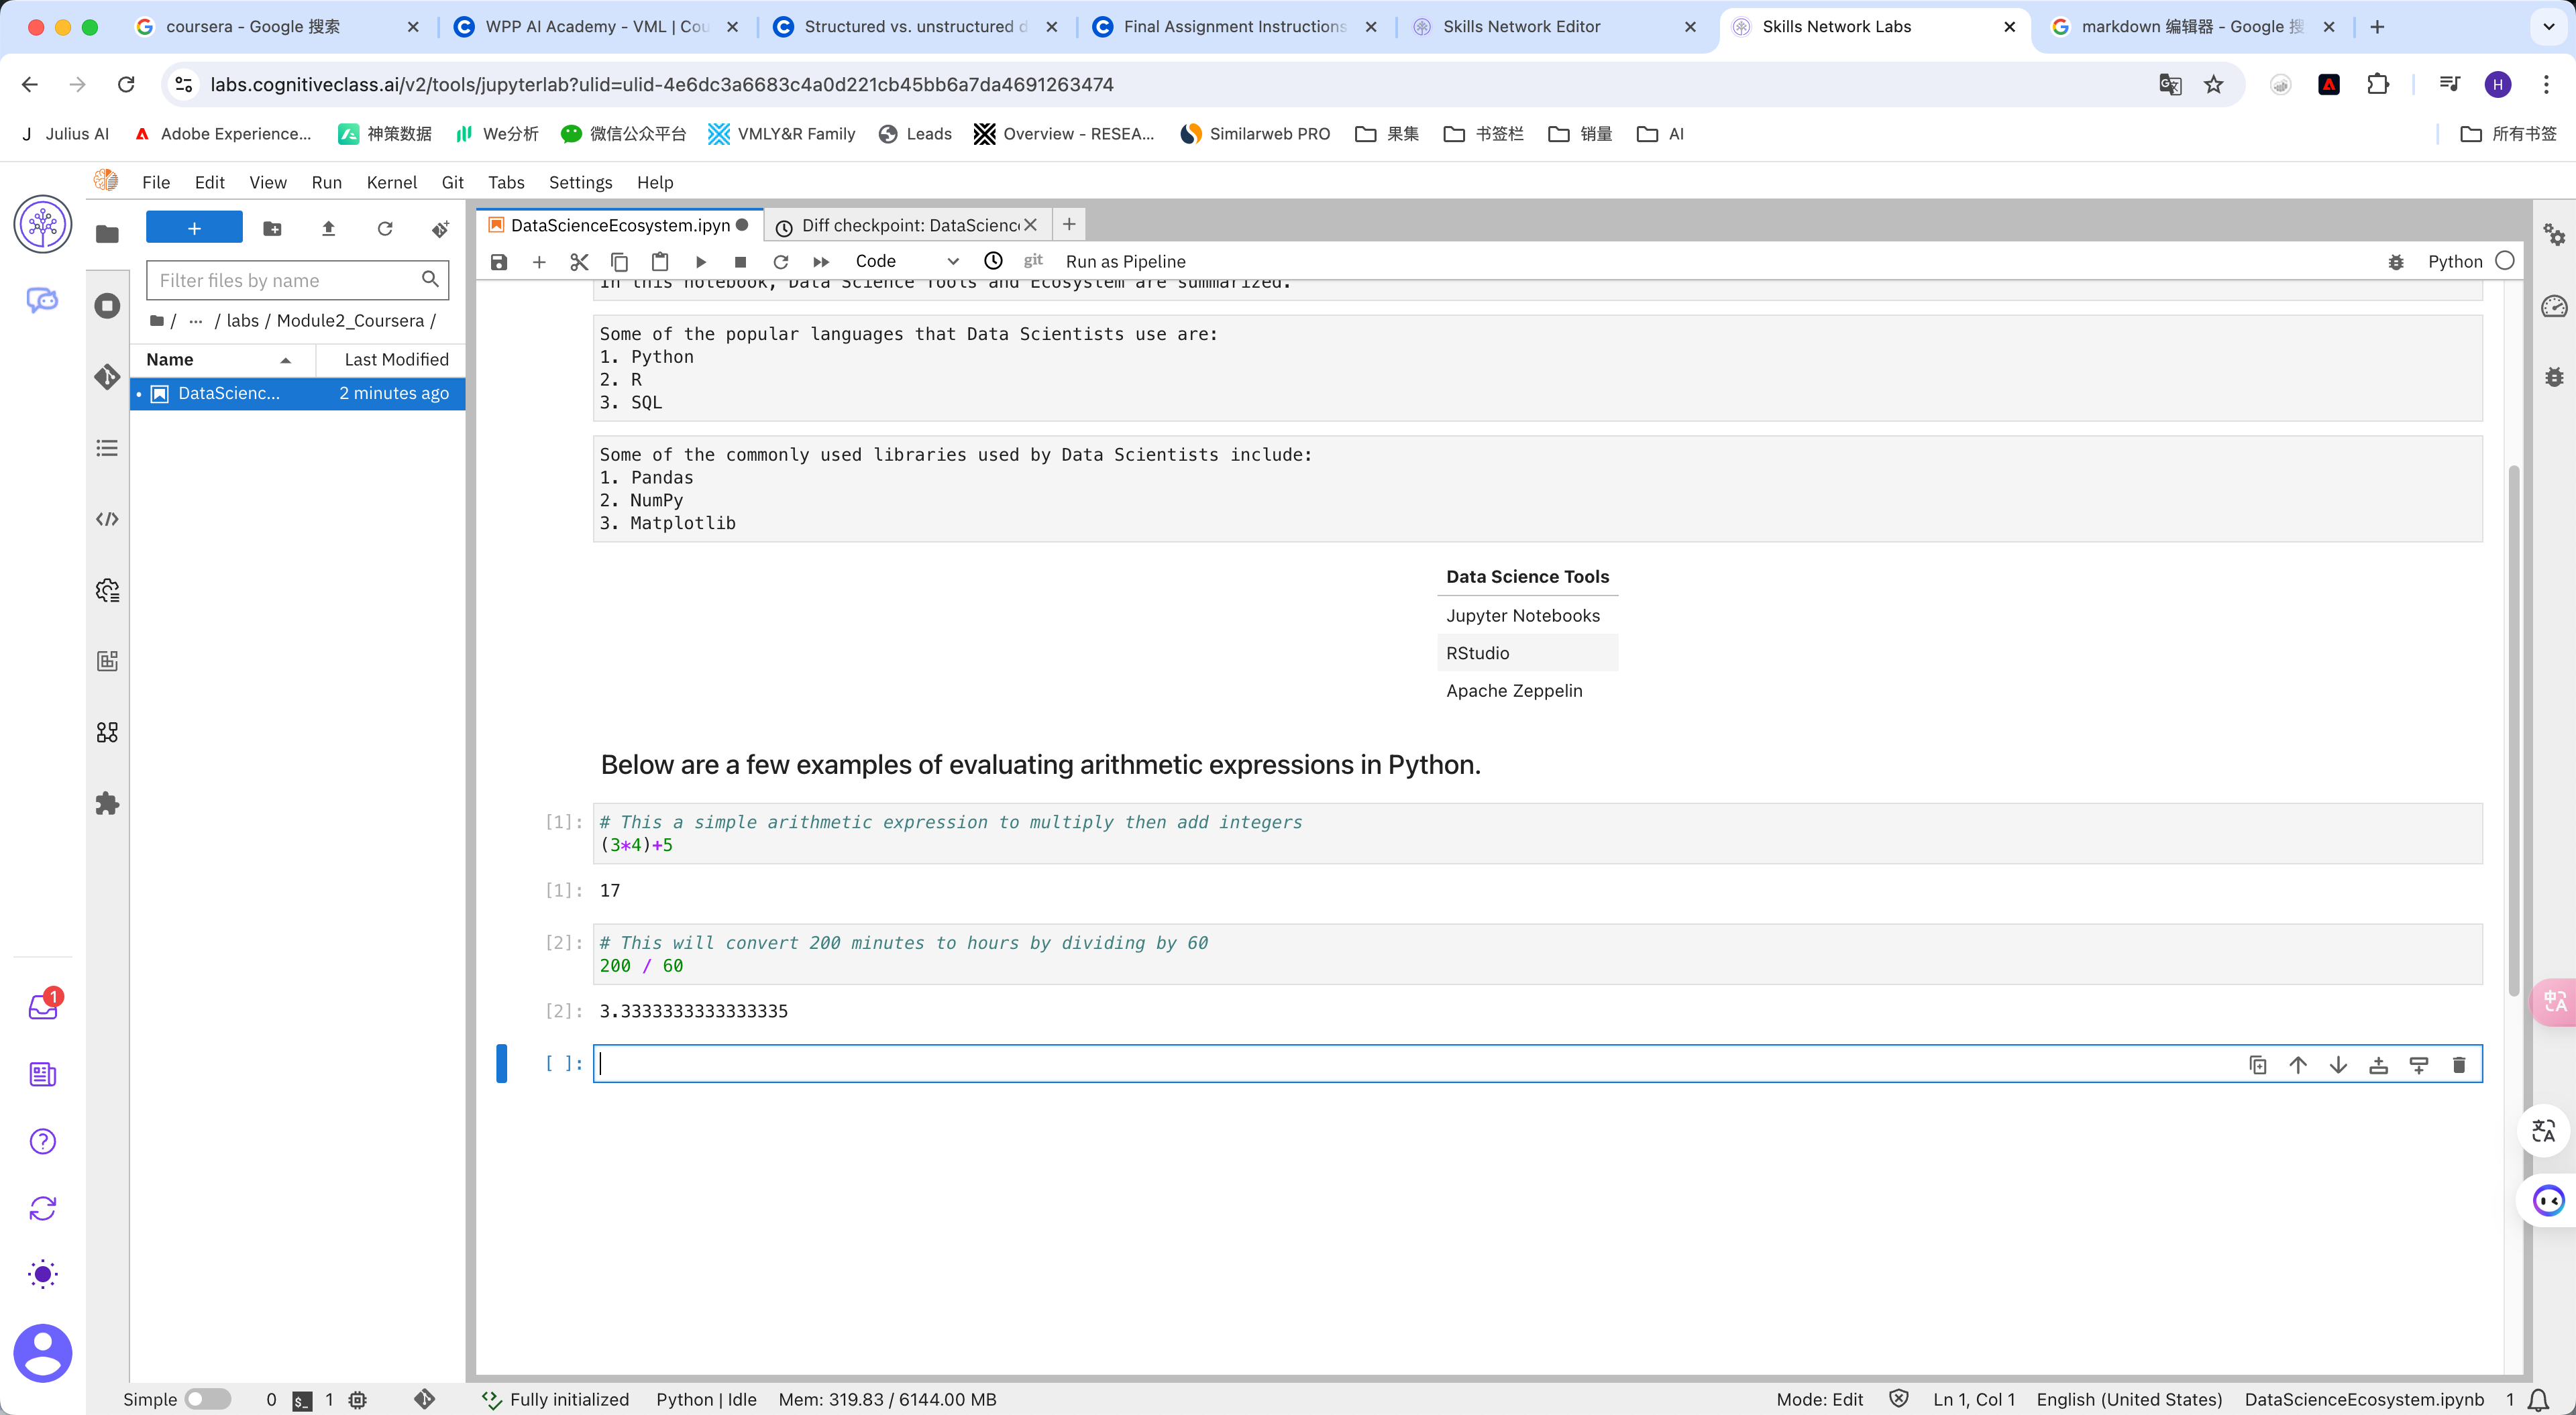 coursera - Google 搜索
WPP AI Academy - VML | Cou
Structured vs. unstructured d
Final Assignment Instructions
Skills Network Editor
Skills Network Labs
markdown 编辑器 - Google 搜
labs.cognitiveclass.ai/v2/tools/jupyterlab?ulid=ulid-4e6dc3a6683c4a0d221cb45bb6a7da4691263474
H
J Julius AI
Adobe Experience...
神策数据
We分析
微信公众平台
VMLY&R Family
Leads
Overview - RESEA...
Similarweb PRO
果集
书签栏
销量
AI
所有书签
File Edit View Run Kernel Git Tabs Settings Help
DataScienceEcosystem.ipyn
Diff checkpoint: DataScienc
Filter files by name
/ ... / labs / Module2_Coursera /
Name Last Modified
DataScienc... 2 minutes ago
Code
git
Run as Pipeline
Python
In this notebook, Data Science Tools and Ecosystem are summarized.
Some of the popular languages that Data Scientists use are:
1. Python
2. R
3. SQL
Some of the commonly used libraries used by Data Scientists include:
1. Pandas
2. NumPy
3. Matplotlib
Data Science Tools
Jupyter Notebooks
RStudio
Apache Zeppelin
Below are a few examples of evaluating arithmetic expressions in Python.
[1]: # This a simple arithmetic expression to multiply then add integers
(3*4)+5
[1]: 17
[2]: # This will convert 200 minutes to hours by dividing by 60
200 / 60
[2]: 3.3333333333333335
[ ]:
1
Simple 0 1 Fully initialized Python | Idle Mem: 319.83 / 6144.00 MB Mode: Edit Ln 1, Col 1 English (United States) DataScienceEcosystem.ipynb 1